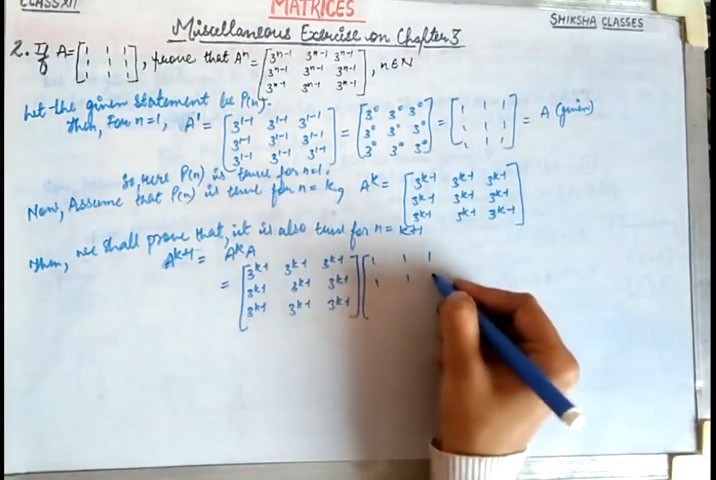 CLASS XII
MATRICES
SHIKSHA CLASSES
Miscellaneous Exercise on Chapter 3
2. If A = [1 1 1; 1 1 1; 1 1 1], prove that Aⁿ = [3ⁿ⁻¹ 3ⁿ⁻¹ 3ⁿ⁻¹; 3ⁿ⁻¹ 3ⁿ⁻¹ 3ⁿ⁻¹; 3ⁿ⁻¹ 3ⁿ⁻¹ 3ⁿ⁻¹], n ∈ N
Let the given statement be P(n).
Then, For n=1, A¹ = [3¹⁻¹ 3¹⁻¹ 3¹⁻¹; 3¹⁻¹ 3¹⁻¹ 3¹⁻¹; 3¹⁻¹ 3¹⁻¹ 3¹⁻¹] = [3⁰ 3⁰ 3⁰; 3⁰ 3⁰ 3⁰; 3⁰ 3⁰ 3⁰] = [1 1 1; 1 1 1; 1 1 1] = A (given)
So, here P(n) is true for n=1.
Now, Assume that P(n) is true for n = k, Aᵏ = [3ᵏ⁻¹ 3ᵏ⁻¹ 3ᵏ⁻¹; 3ᵏ⁻¹ 3ᵏ⁻¹ 3ᵏ⁻¹; 3ᵏ⁻¹ 3ᵏ⁻¹ 3ᵏ⁻¹]
Then, we shall prove that, it is also true for n = k+1
Aᵏ⁺¹ = AᵏA
= [3ᵏ⁻¹ 3ᵏ⁻¹ 3ᵏ⁻¹; 3ᵏ⁻¹ 3ᵏ⁻¹ 3ᵏ⁻¹; 3ᵏ⁻¹ 3ᵏ⁻¹ 3ᵏ⁻¹] [1 1 1; 1 1